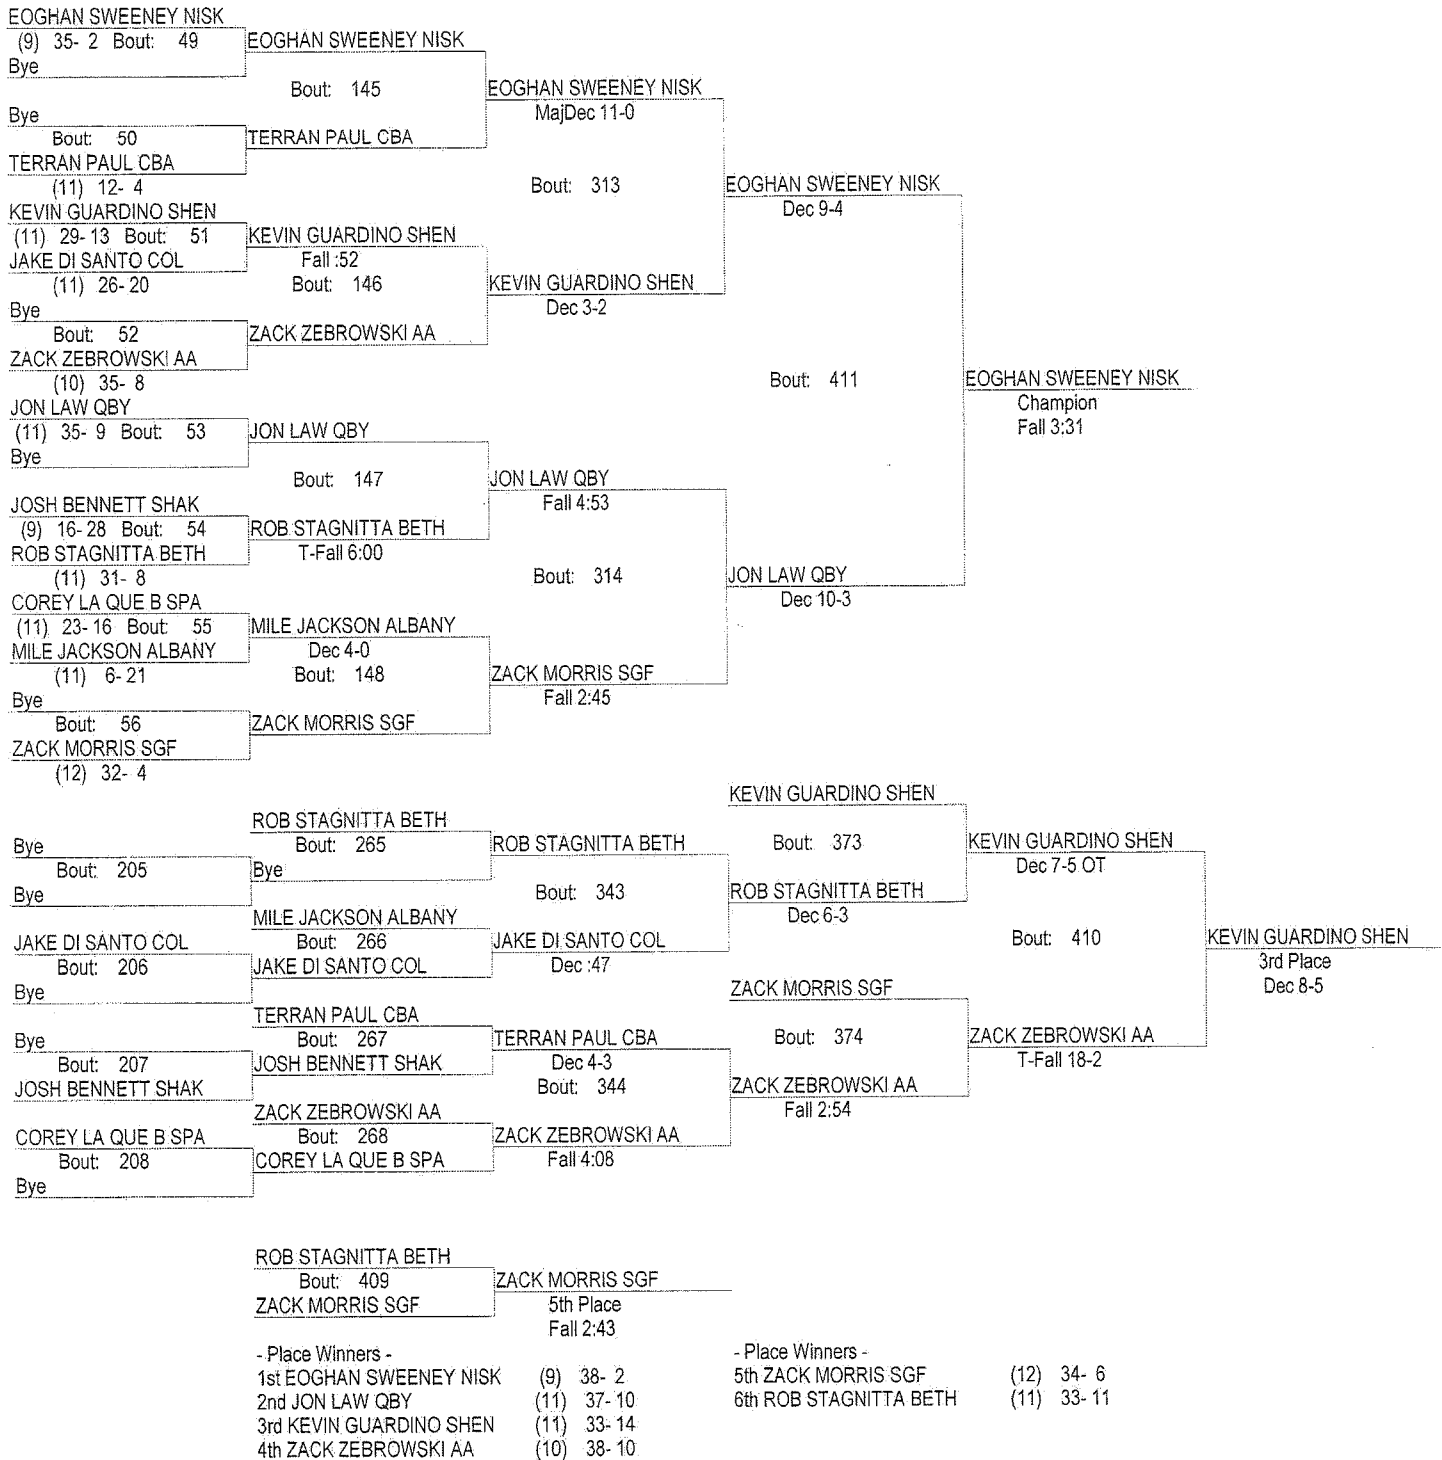 EOGHAN SWEENEY NISK
(9) 35- 2 Bout: 49
Bye
EOGHAN SWEENEY NISK
Bout: 145
EOGHAN SWEENEY NISK
MajDec 11-0
Bye
Bout: 50
TERRAN PAUL CBA
TERRAN PAUL CBA
(11) 12- 4
Bout: 313
EOGHAN SWEENEY NISK
Dec 9-4
KEVIN GUARDINO SHEN
(11) 29- 13 Bout: 51
JAKE DI SANTO COL
(11) 26- 20
KEVIN GUARDINO SHEN
Fall :52
Bout: 146
KEVIN GUARDINO SHEN
Dec 3-2
Bye
Bout: 52
ZACK ZEBROWSKI AA
ZACK ZEBROWSKI AA
(10) 35- 8
Bout: 411
EOGHAN SWEENEY NISK
Champion
Fall 3:31
JON LAW QBY
(11) 35- 9 Bout: 53
Bye
JON LAW QBY
Bout: 147
JON LAW QBY
Fall 4:53
JOSH BENNETT SHAK
(9) 16- 28 Bout: 54
ROB STAGNITTA BETH
(11) 31- 8
ROB STAGNITTA BETH
T-Fall 6:00
Bout: 314
JON LAW QBY
Dec 10-3
COREY LA QUE B SPA
(11) 23- 16 Bout: 55
MILE JACKSON ALBANY
(11) 6- 21
MILE JACKSON ALBANY
Dec 4-0
Bout: 148
ZACK MORRIS SGF
Fall 2:45
Bye
Bout: 56
ZACK MORRIS SGF
ZACK MORRIS SGF
(12) 32- 4
Bye
Bout: 205
Bye
ROB STAGNITTA BETH
Bout: 265
Bye
ROB STAGNITTA BETH
KEVIN GUARDINO SHEN
Bout: 373
KEVIN GUARDINO SHEN
Dec 7-5 OT
Bout: 343
ROB STAGNITTA BETH
Dec 6-3
JAKE DI SANTO COL
Bout: 206
Bye
MILE JACKSON ALBANY
Bout: 266
JAKE DI SANTO COL
JAKE DI SANTO COL
Dec :47
Bout: 410
KEVIN GUARDINO SHEN
3rd Place
Dec 8-5
Bye
Bout: 207
JOSH BENNETT SHAK
TERRAN PAUL CBA
Bout: 267
JOSH BENNETT SHAK
TERRAN PAUL CBA
Dec 4-3
Bout: 344
ZACK MORRIS SGF
Bout: 374
ZACK ZEBROWSKI AA
Fall 2:54
ZACK ZEBROWSKI AA
T-Fall 18-2
COREY LA QUE B SPA
Bout: 208
Bye
ZACK ZEBROWSKI AA
Bout: 268
COREY LA QUE B SPA
ZACK ZEBROWSKI AA
Fall 4:08
ROB STAGNITTA BETH
Bout: 409
ZACK MORRIS SGF
ZACK MORRIS SGF
5th Place
Fall 2:43
- Place Winners -
1st EOGHAN SWEENEY NISK (9) 38- 2
2nd JON LAW QBY (11) 37- 10
3rd KEVIN GUARDINO SHEN (11) 33- 14
4th ZACK ZEBROWSKI AA (10) 38- 10
- Place Winners -
5th ZACK MORRIS SGF (12) 34- 6
6th ROB STAGNITTA BETH (11) 33- 11